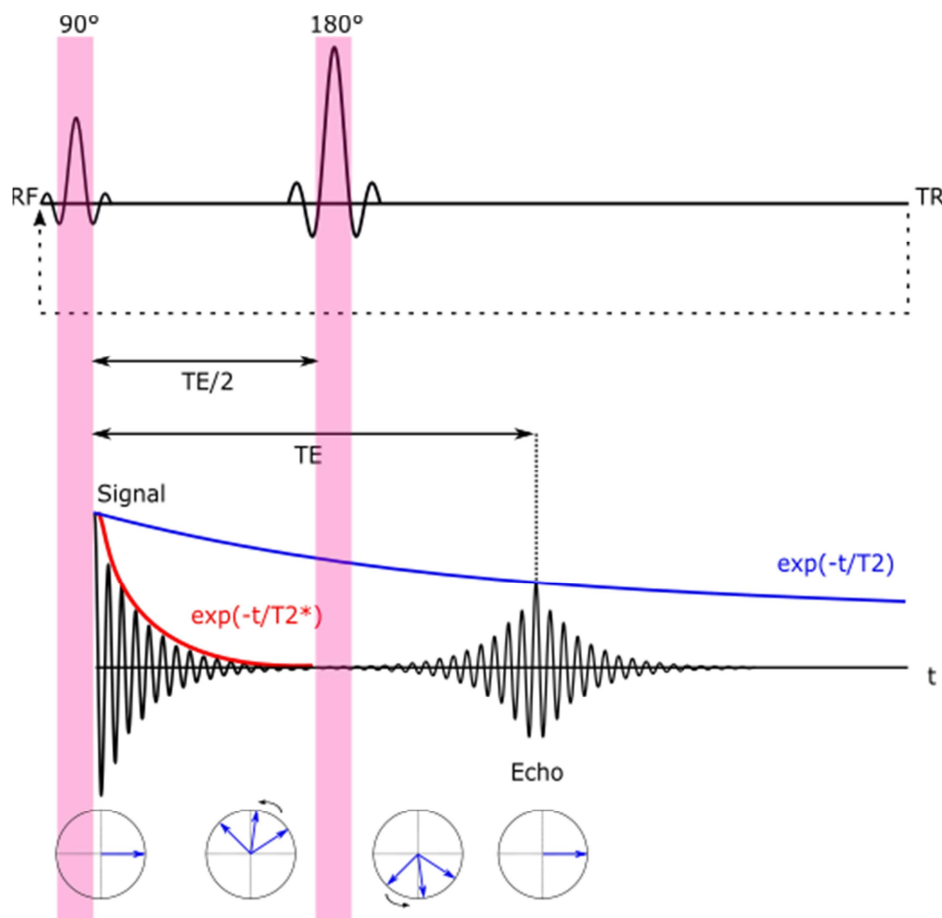 90°
180°
RF
TR
TE/2
TE
Signal
exp(-t/T2)
exp(-t/T2*)
t
Echo